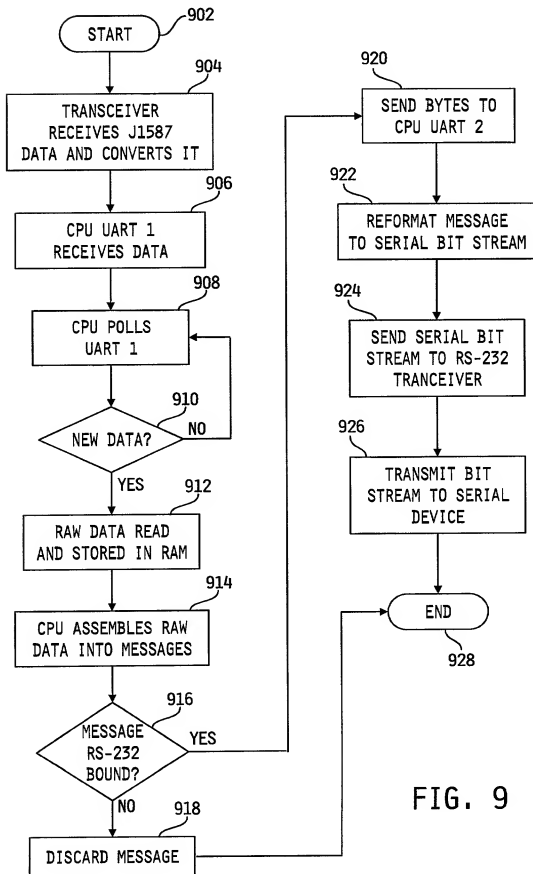 902
START
904
TRANSCEIVER
RECEIVES J1587
DATA AND CONVERTS IT
906
CPU UART 1
RECEIVES DATA
908
CPU POLLS
UART 1
910
NEW DATA?
NO
YES
912
RAW DATA READ
AND STORED IN RAM
914
CPU ASSEMBLES RAW
DATA INTO MESSAGES
916
MESSAGE
RS-232
BOUND?
YES
NO
918
DISCARD MESSAGE
920
SEND BYTES TO
CPU UART 2
922
REFORMAT MESSAGE
TO SERIAL BIT STREAM
924
SEND SERIAL BIT
STREAM TO RS-232
TRANCEIVER
926
TRANSMIT BIT
STREAM TO SERIAL
DEVICE
END
928
FIG. 9